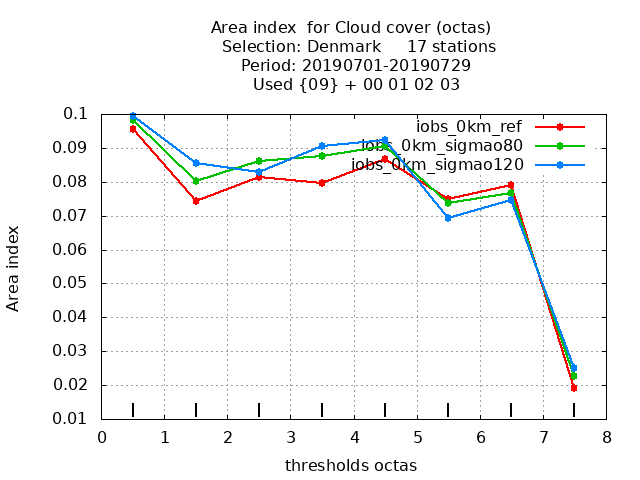 Area index  for Cloud cover (octas)
Selection: Denmark     17 stations
Period: 20190701-20190729
Used {09} + 00 01 02 03
iobs_0km_ref
iobs_0km_sigmao80
iobs_0km_sigmao120
0.1
0.09
0.08
0.07
0.06
0.05
0.04
0.03
0.02
0.01
Area index
0 1 2 3 4 5 6 7 8
thresholds octas